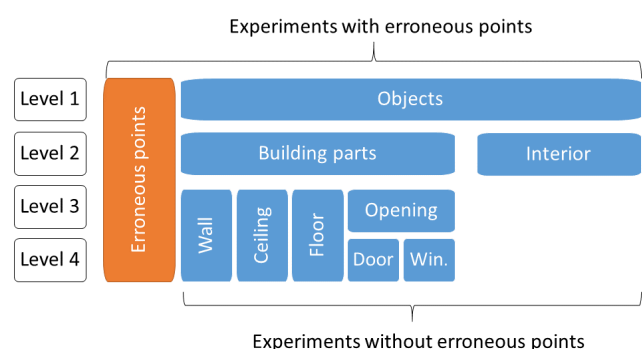 Experiments with erroneous points
Level 1
Objects
Level 2
Building parts
Interior
Level 3
Level 4
Erroneous points
Wall
Ceiling
Floor
Opening
Door
Win.
Experiments without erroneous points